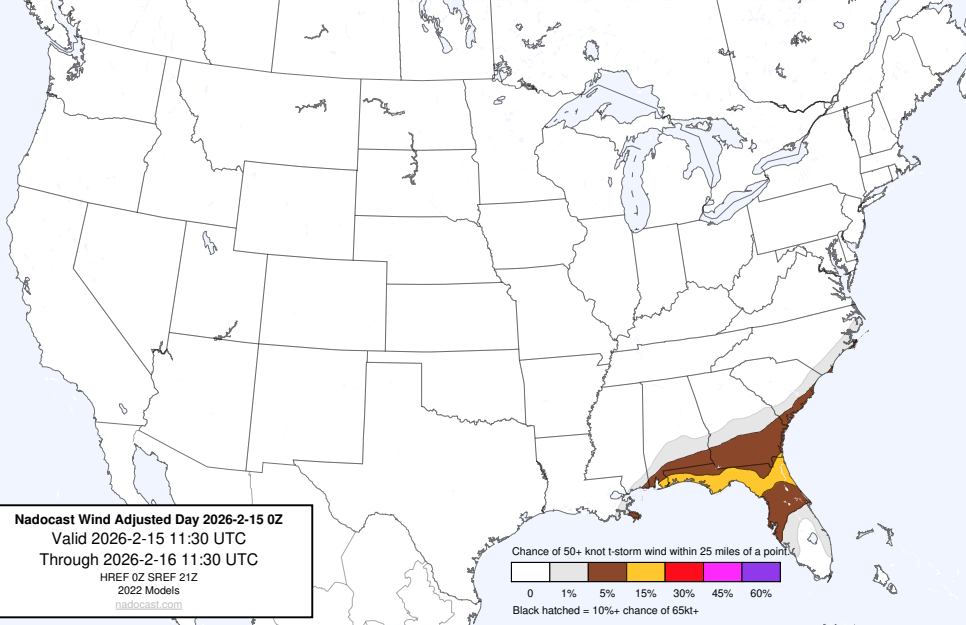 Nadocast Wind Adjusted Day 2026-2-15 0Z
Valid 2026-2-15 11:30 UTC
Through 2026-2-16 11:30 UTC
HREF 0Z SREF 21Z
2022 Models
nadocast.com
Chance of 50+ knot t-storm wind within 25 miles of a point.
0 1% 5% 15% 30% 45% 60%
Black hatched = 10%+ chance of 65kt+